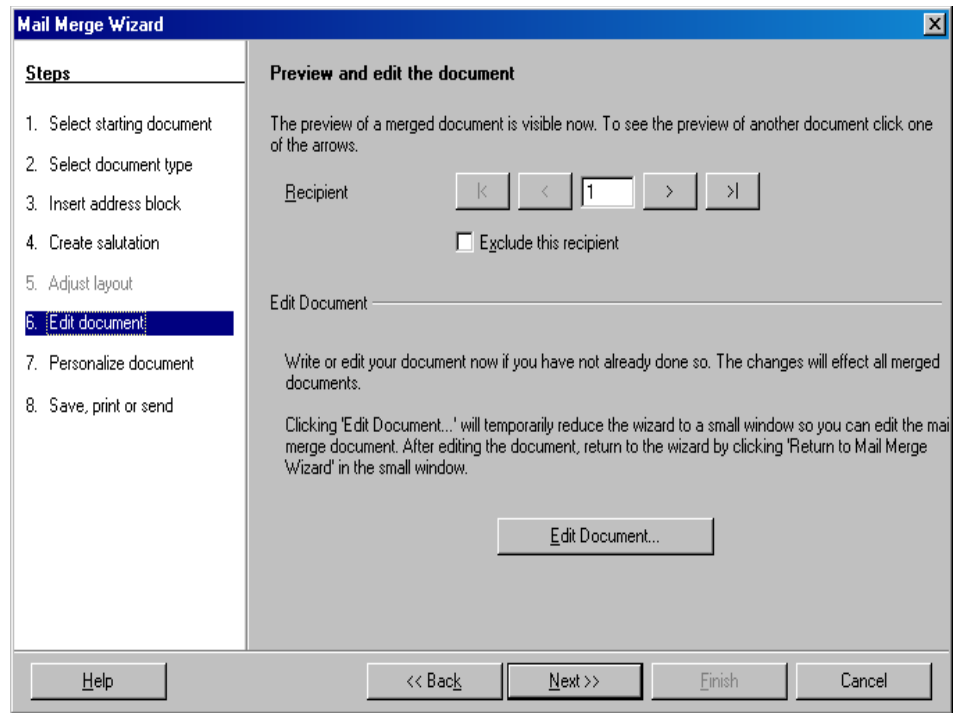 Mail Merge Wizard
Steps
1. Select starting document
2. Select document type
3. Insert address block
4. Create salutation
5. Adjust layout
6. Edit document
7. Personalize document
8. Save, print or send
Preview and edit the document
The preview of a merged document is visible now. To see the preview of another document click one
of the arrows.
Recipient |< < 1 > >|
Exclude this recipient
Edit Document
Write or edit your document now if you have not already done so. The changes will effect all merged
documents.
Clicking 'Edit Document...' will temporarily reduce the wizard to a small window so you can edit the mai
merge document. After editing the document, return to the wizard by clicking 'Return to Mail Merge
Wizard' in the small window.
Edit Document...
Help << Back Next >> Finish Cancel